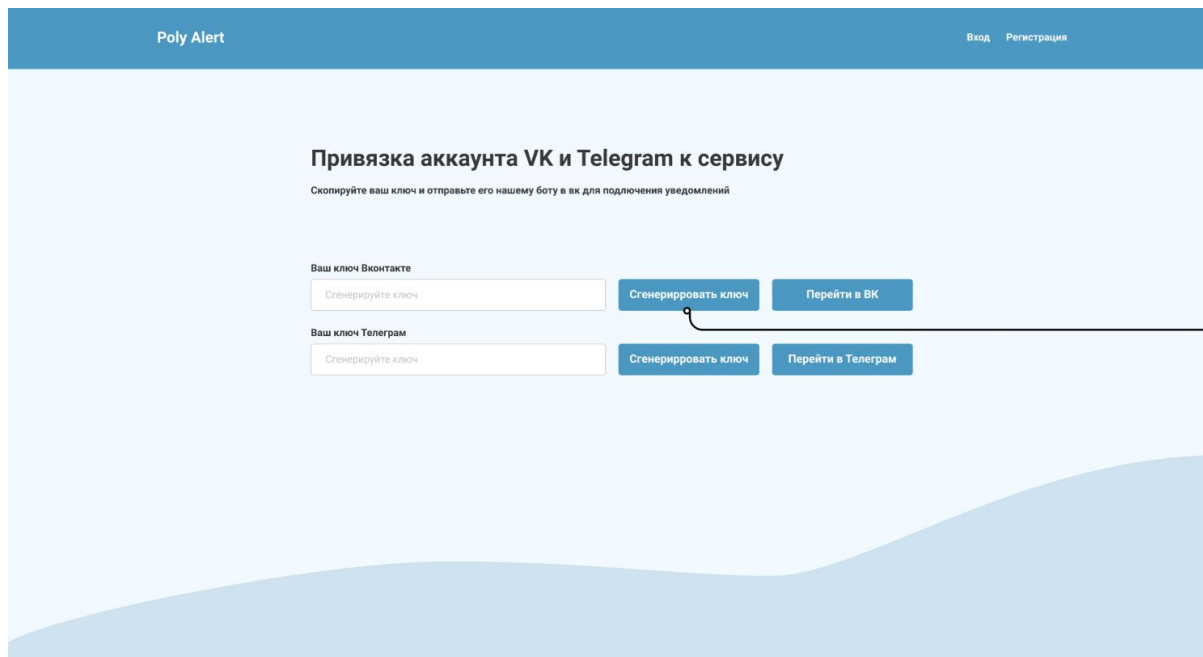 Poly Alert
Вход Регистрация
Привязка аккаунта VK и Telegram к сервису
Скопируйте ваш ключ и отправьте его нашему боту в вк для подлючения уведомлений
Ваш ключ Вконтакте
Сгенерируйте ключ
Сгенерирровать ключ
Перейти в ВК
Ваш ключ Телеграм
Сгенерируйте ключ
Сгенерирровать ключ
Перейти в Телеграм